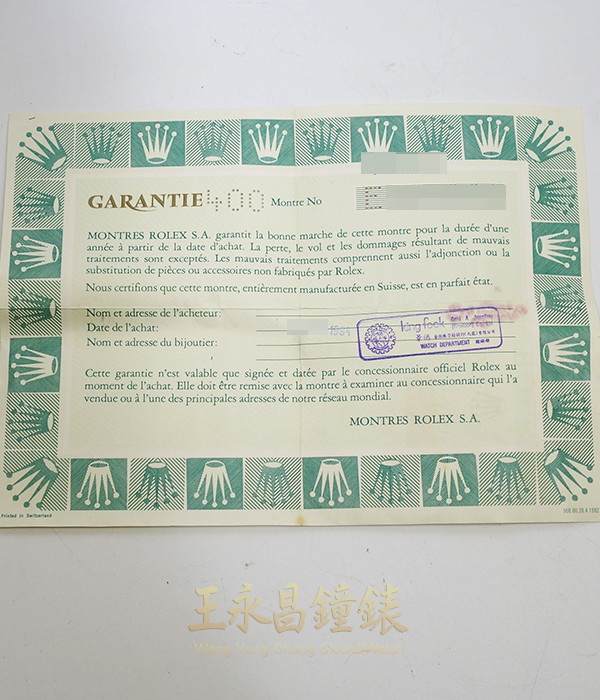 GARANTIE 400 Montre No
MONTRES ROLEX S.A. garantit la bonne marche de cette montre pour la durée d'une
année à partir de la date d'achat. La perte, le vol et les dommages résultant de mauvais
traitements sont exceptés. Les mauvais traitements comprennent aussi l'adjonction ou la
substitution de pièces ou accessoires non fabriqués par Rolex.
Nous certifions que cette montre, entièrement manufacturée en Suisse, est en parfait état.
Nom et adresse de l'acheteur:
Date de l'achat:
Nom et adresse du bijoutier:
king fook
WATCH DEPARTMENT
Cette garantie n'est valable que signée et datée par le concessionnaire officiel Rolex au
moment de l'achat. Elle doit être remise avec la montre à examiner au concessionnaire qui l'a
vendue ou à l'une des principales adresses de notre réseau mondial.
MONTRES ROLEX S.A.
Printed in Switzerland
王永昌鐘錶